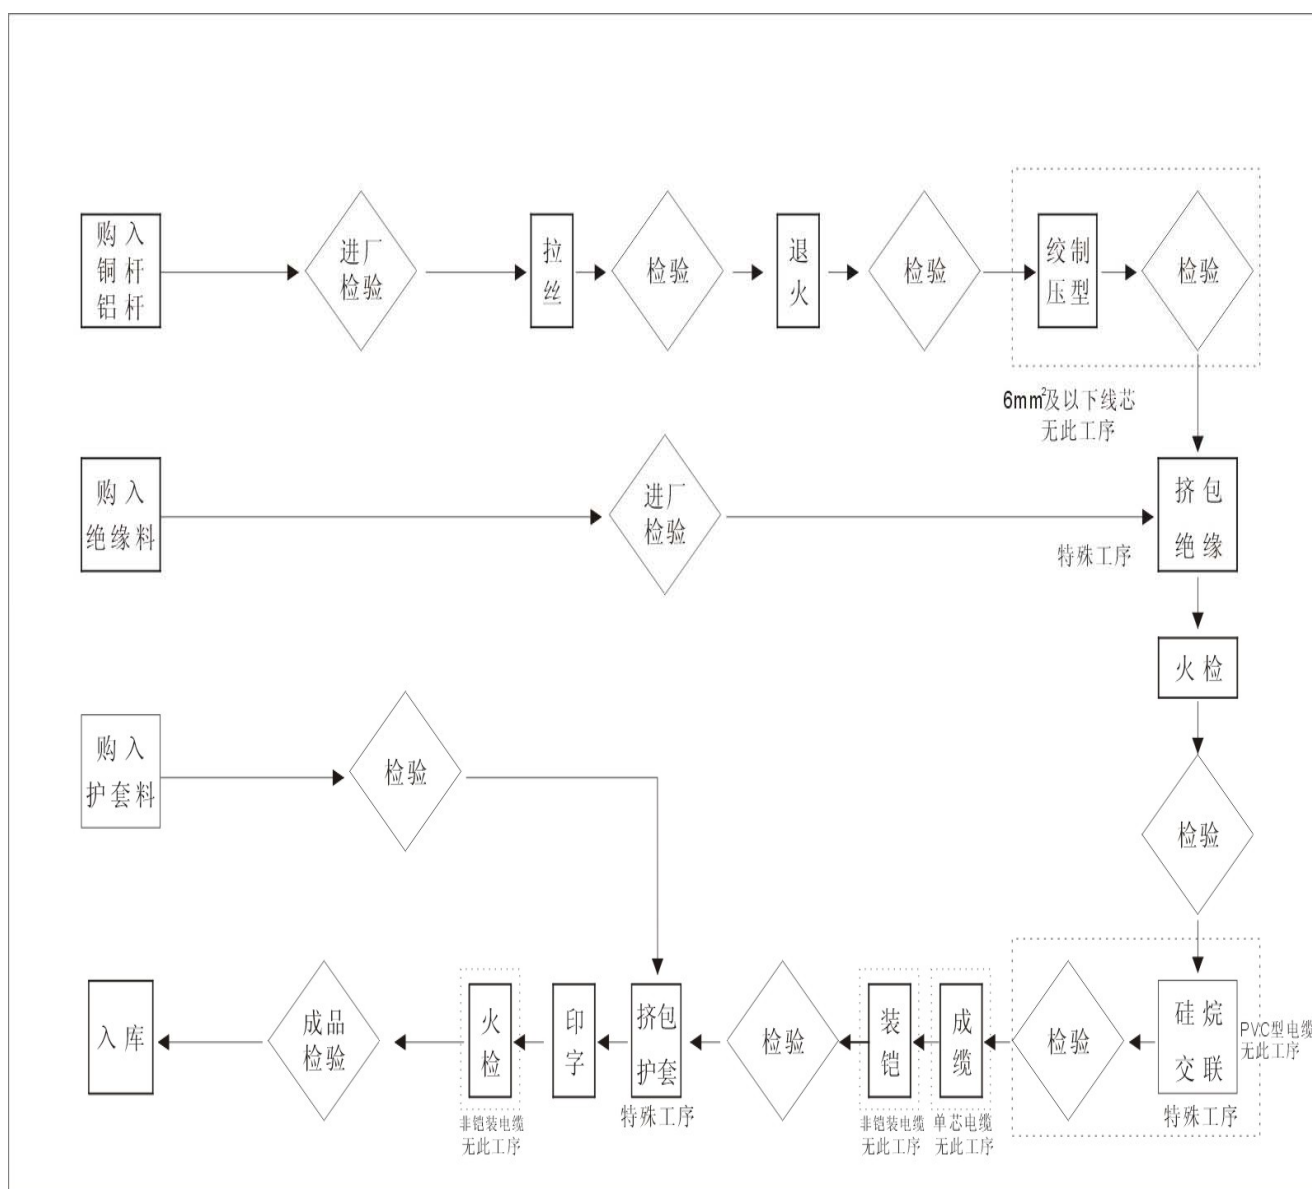 购入
铜杆
铝杆
进厂
检验
拉
丝
检验
退
火
检验
绞制
压型
检验
6mm²及以下线芯
无此工序
购入
绝缘料
进厂
检验
挤包
绝缘
特殊工序
火检
购入
护套料
检验
检验
入库
成品
检验
火
检
非铠装电缆
无此工序
印
字
挤包
护套
特殊工序
检验
装
铠
非铠装电缆
无此工序
成
缆
单芯电缆
无此工序
检验
硅烷
交联
特殊工序
PVC型电缆
无此工序